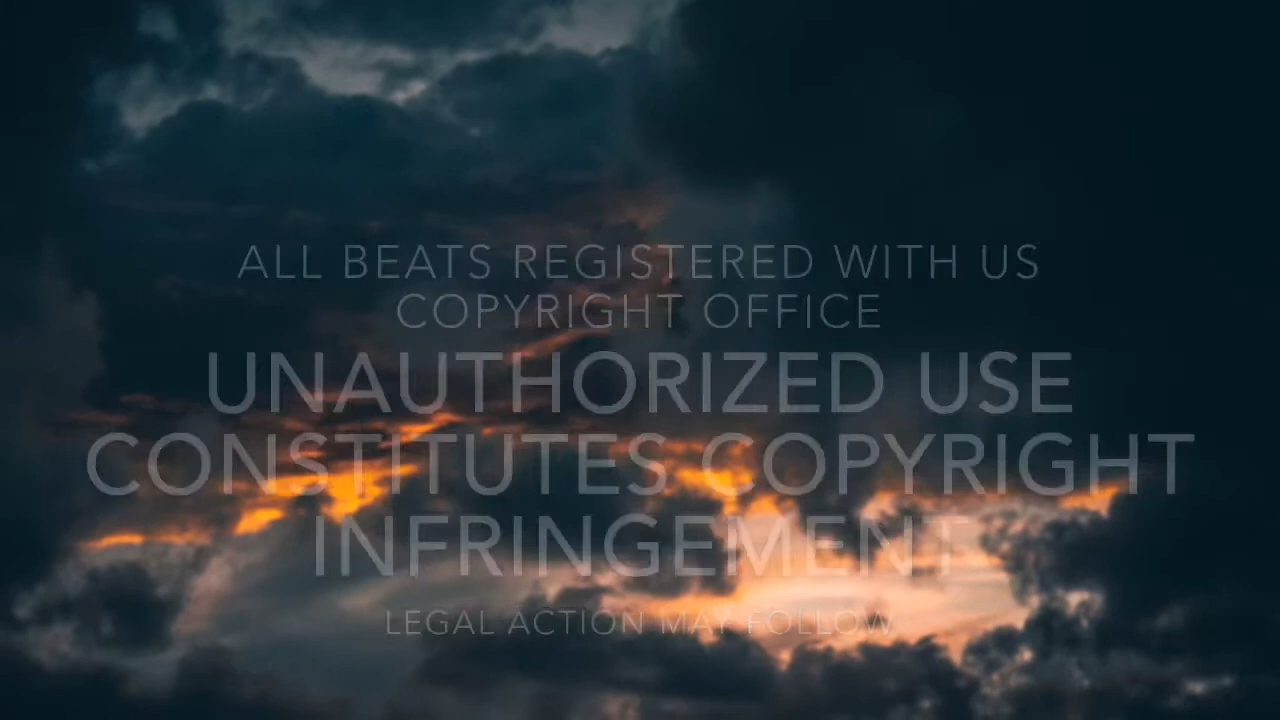 ALL BEATS REGISTERED WITH US
COPYRIGHT OFFICE
UNAUTHORIZED USE
CONSTITUTES COPYRIGHT
INFRINGEMENT
LEGAL ACTION MAY FOLLOW